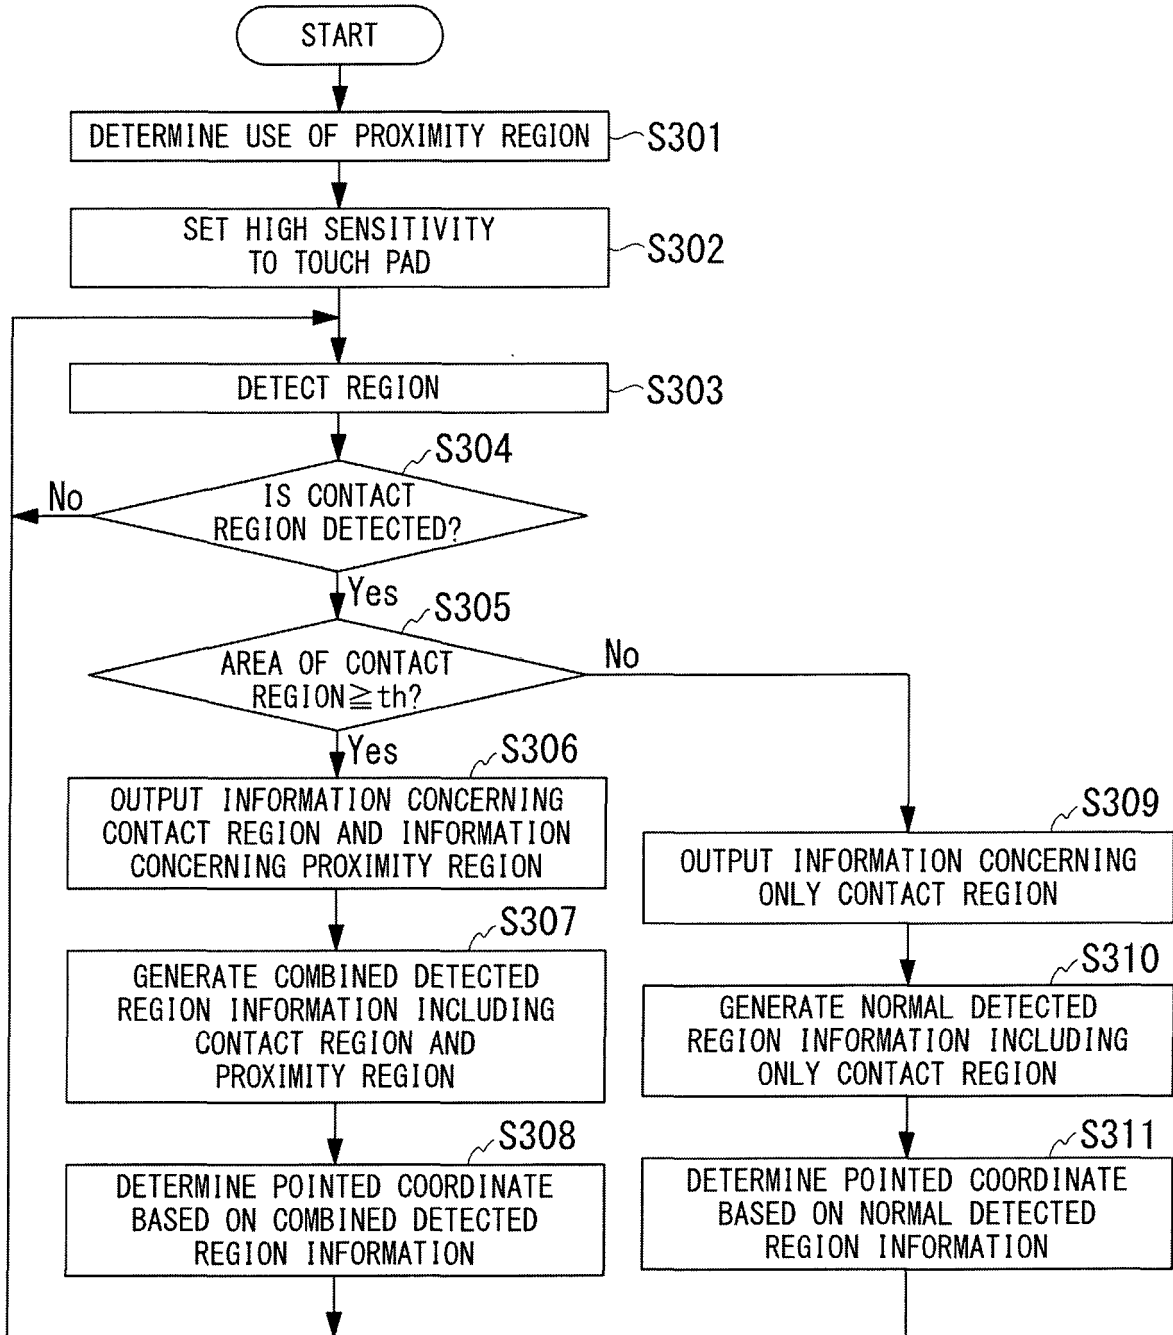 START
DETERMINE USE OF PROXIMITY REGION
S301
SET HIGH SENSITIVITY
TO TOUCH PAD
S302
DETECT REGION
S303
S304
IS CONTACT
REGION DETECTED?
No
Yes
S305
AREA OF CONTACT
REGION≧th?
No
Yes
S306
OUTPUT INFORMATION CONCERNING
CONTACT REGION AND INFORMATION
CONCERNING PROXIMITY REGION
S307
GENERATE COMBINED DETECTED
REGION INFORMATION INCLUDING
CONTACT REGION AND
PROXIMITY REGION
S308
DETERMINE POINTED COORDINATE
BASED ON COMBINED DETECTED
REGION INFORMATION
S309
OUTPUT INFORMATION CONCERNING
ONLY CONTACT REGION
S310
GENERATE NORMAL DETECTED
REGION INFORMATION INCLUDING
ONLY CONTACT REGION
S311
DETERMINE POINTED COORDINATE
BASED ON NORMAL DETECTED
REGION INFORMATION